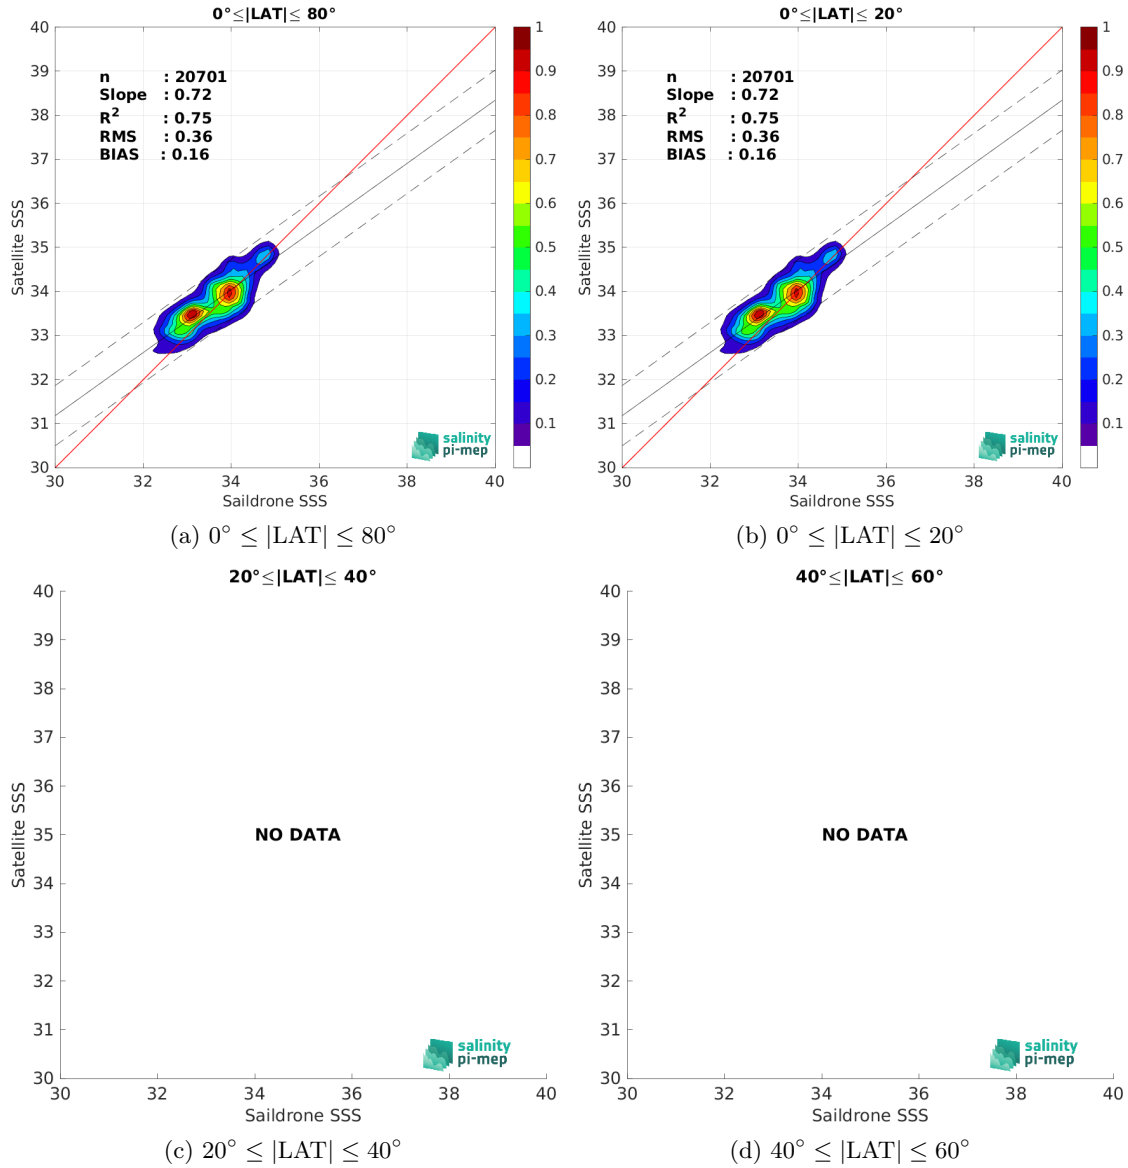 0°≤|LAT|≤ 80°
40
39
38
37
36
35
34
33
32
31
30
Satellite SSS
n : 20701
Slope : 0.72
R2 : 0.75
RMS : 0.36
BIAS : 0.16
salinity
pi-mep
30 32 34 36 38 40
Saildrone SSS
1
0.9
0.8
0.7
0.6
0.5
0.4
0.3
0.2
0.1
(a) 0° ≤ |LAT| ≤ 80°
0°≤|LAT|≤ 20°
40
39
38
37
36
35
34
33
32
31
30
Satellite SSS
n : 20701
Slope : 0.72
R2 : 0.75
RMS : 0.36
BIAS : 0.16
salinity
pi-mep
30 32 34 36 38 40
Saildrone SSS
1
0.9
0.8
0.7
0.6
0.5
0.4
0.3
0.2
0.1
(b) 0° ≤ |LAT| ≤ 20°
20°≤|LAT|≤ 40°
40
39
38
37
36
35
34
33
32
31
30
Satellite SSS
NO DATA
salinity
pi-mep
30 32 34 36 38 40
Saildrone SSS
(c) 20° ≤ |LAT| ≤ 40°
40°≤|LAT|≤ 60°
40
39
38
37
36
35
34
33
32
31
30
Satellite SSS
NO DATA
salinity
pi-mep
30 32 34 36 38 40
Saildrone SSS
(d) 40° ≤ |LAT| ≤ 60°